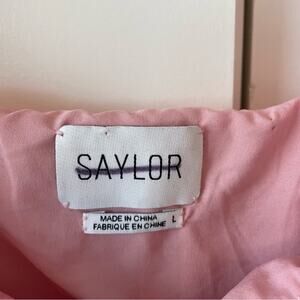 SAYLOR
MADE IN CHINA
FABRIQUE EN CHINE
L